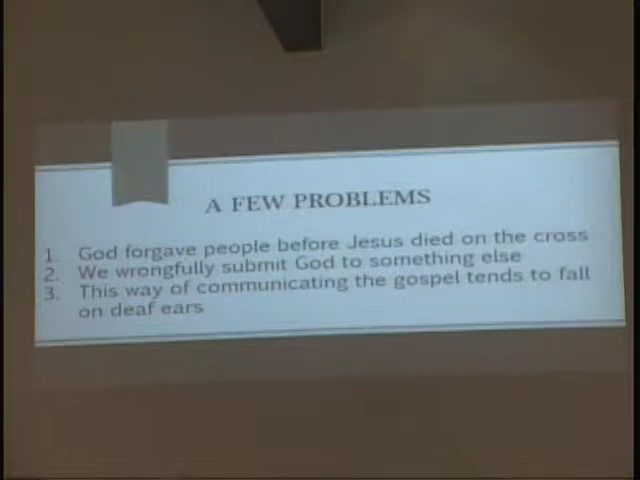 A FEW PROBLEMS
1. God forgave people before Jesus died on the cross
2. We wrongfully submit God to something else
3. This way of communicating the gospel tends to fall
on deaf ears